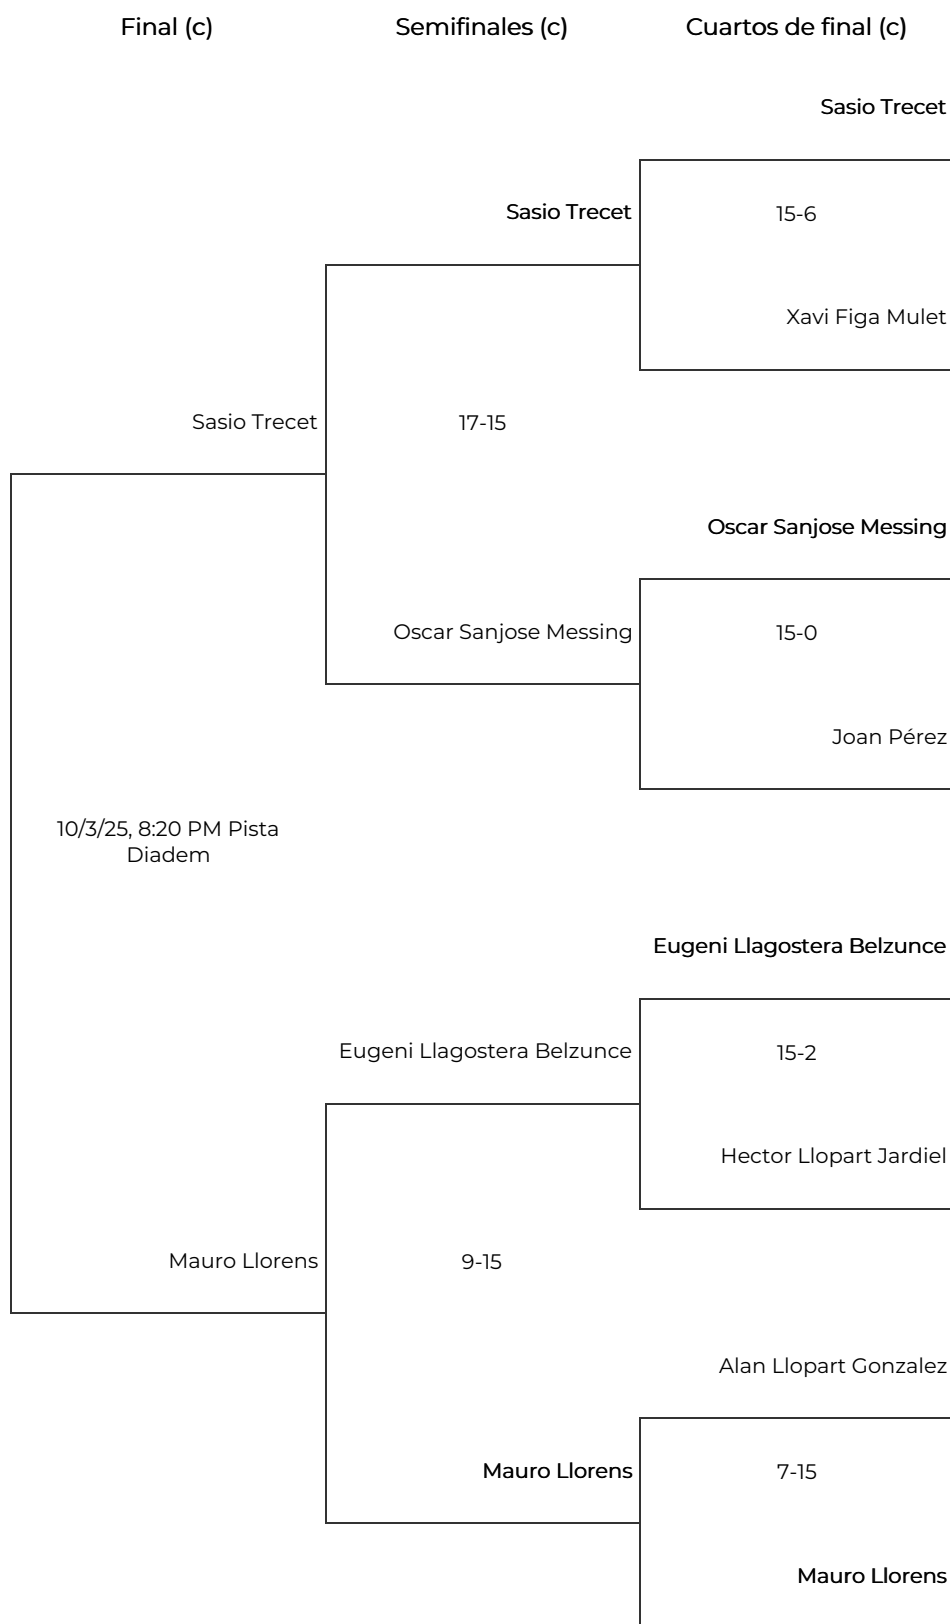 Final (c)
Semifinales (c)
Cuartos de final (c)
Sasio Trecet
Sasio Trecet
15-6
Xavi Figa Mulet
Sasio Trecet
17-15
Oscar Sanjose Messing
Oscar Sanjose Messing
15-0
Joan Pérez
10/3/25, 8:20 PM Pista
Diadem
Eugeni Llagostera Belzunce
Eugeni Llagostera Belzunce
15-2
Hector Llopart Jardiel
Mauro Llorens
9-15
Alan Llopart Gonzalez
Mauro Llorens
7-15
Mauro Llorens